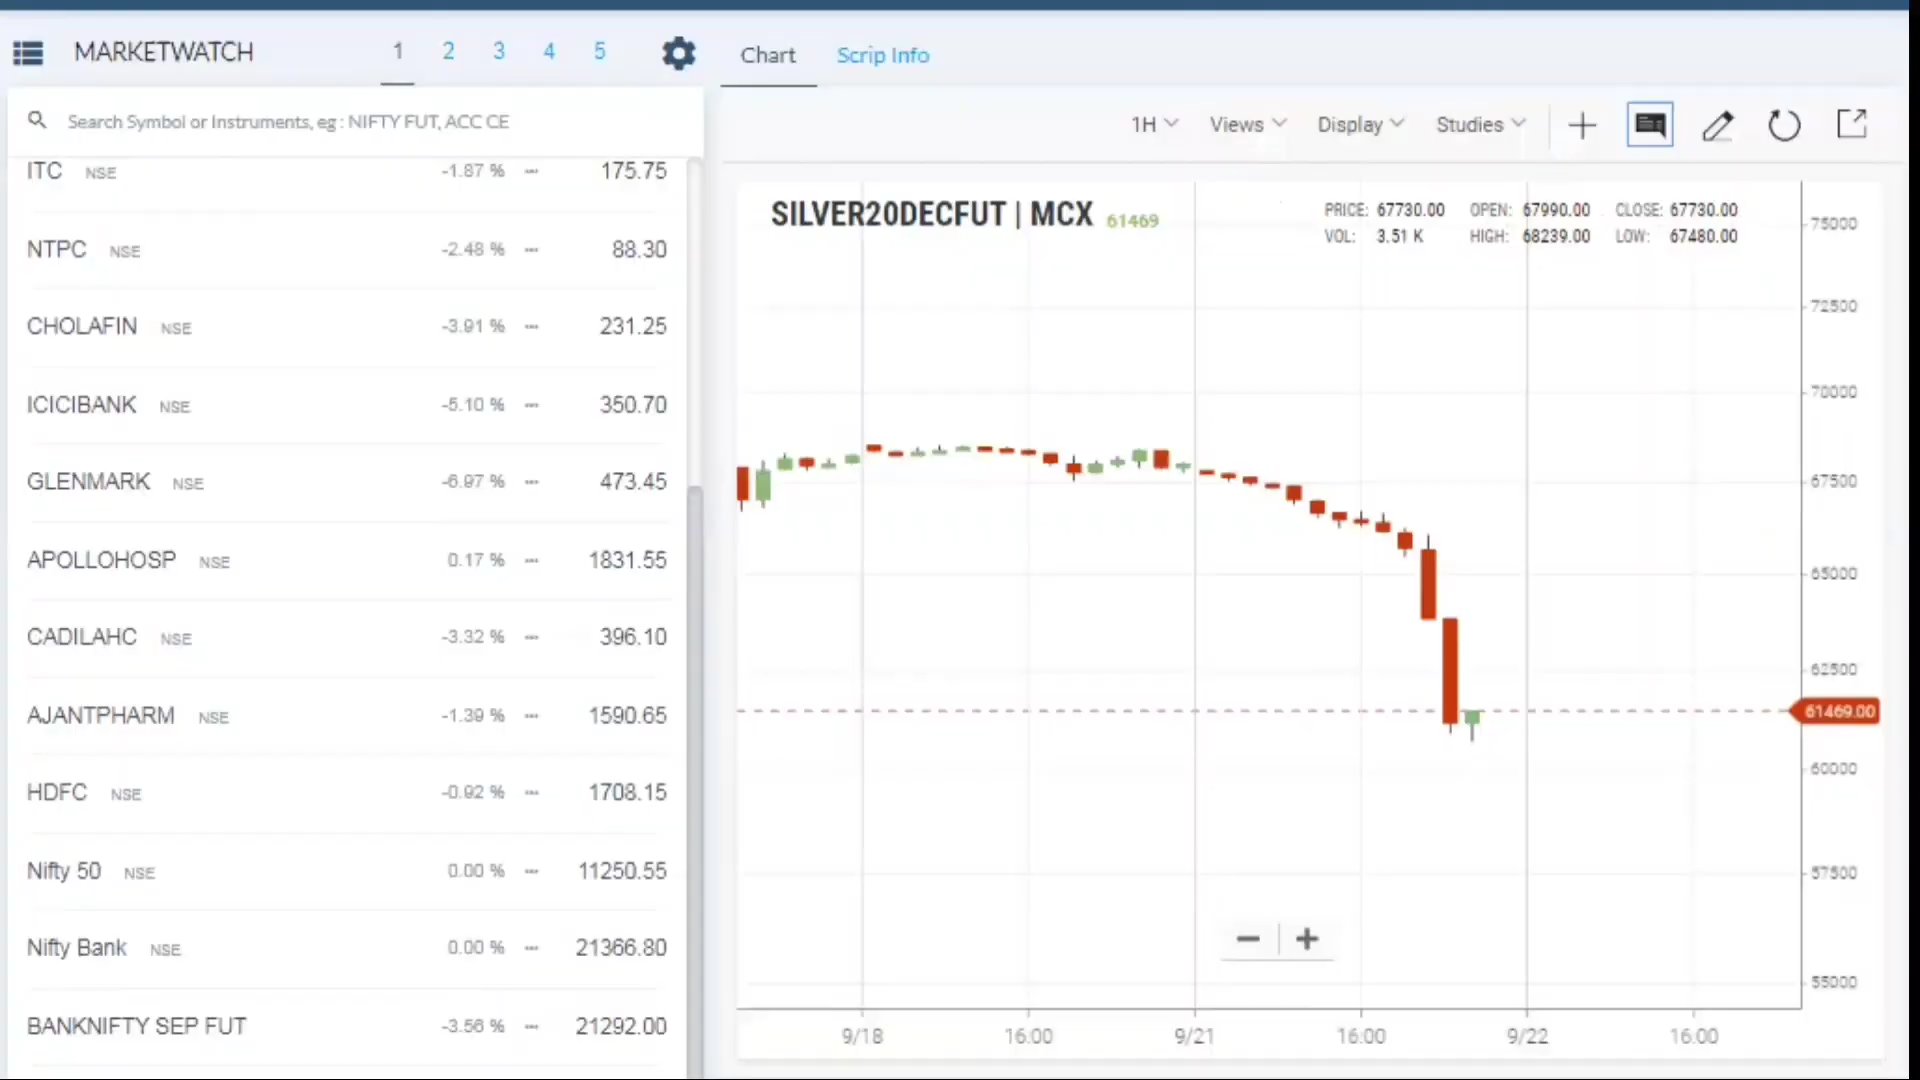 MARKETWATCH 1 2 3 4 5 Chart Scrip Info
Search Symbol or Instruments, eg : NIFTY FUT, ACC CE
1H Views Display Studies
ITC NSE -1.87 % 175.75
NTPC NSE -2.48 % 88.30
CHOLAFIN NSE -3.91 % 231.25
ICICIBANK NSE -5.10 % 350.70
GLENMARK NSE -6.97 % 473.45
APOLLOHOSP NSE 0.17 % 1831.55
CADILAHC NSE -3.32 % 396.10
AJANTPHARM NSE -1.39 % 1590.65
HDFC NSE -0.92 % 1708.15
Nifty 50 NSE 0.00 % 11250.55
Nifty Bank NSE 0.00 % 21366.80
BANKNIFTY SEP FUT -3.56 % 21292.00
SILVER20DECFUT | MCX 61469
PRICE: 67730.00 OPEN: 67990.00 CLOSE: 67730.00
VOL: 3.51 K HIGH: 68239.00 LOW: 67480.00
75000
72500
70000
67500
65000
62500
61469.00
60000
57500
55000
9/18 16:00 9/21 16:00 9/22 16:00